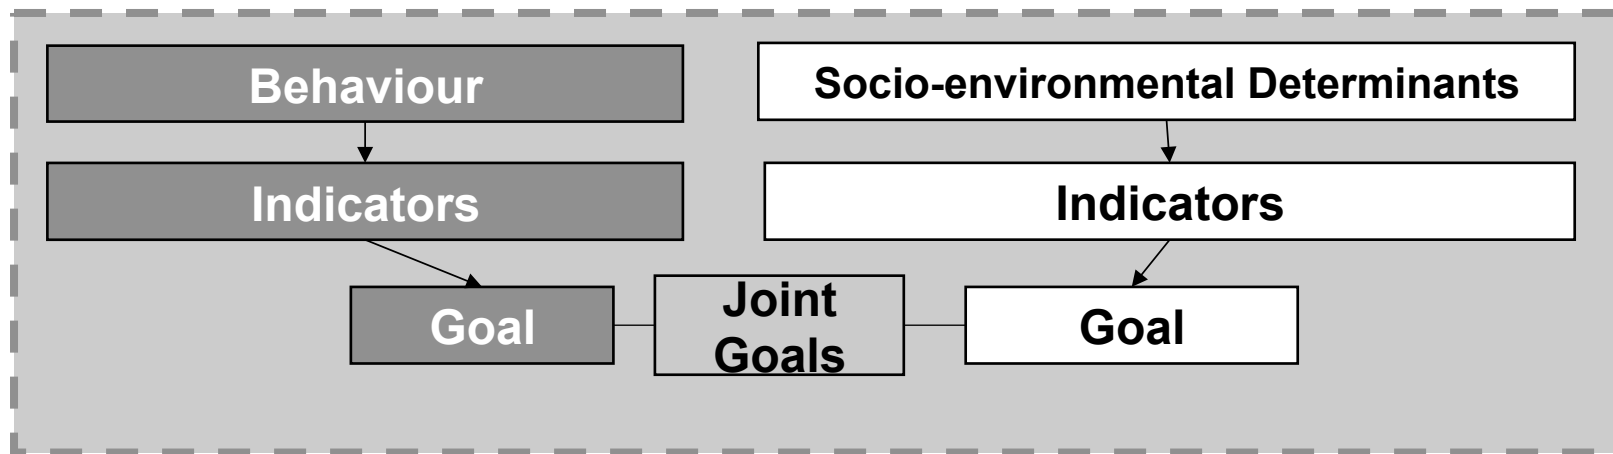 Behaviour
Socio-environmental Determinants
Indicators
Indicators
Goal
Joint
Goals
Goal